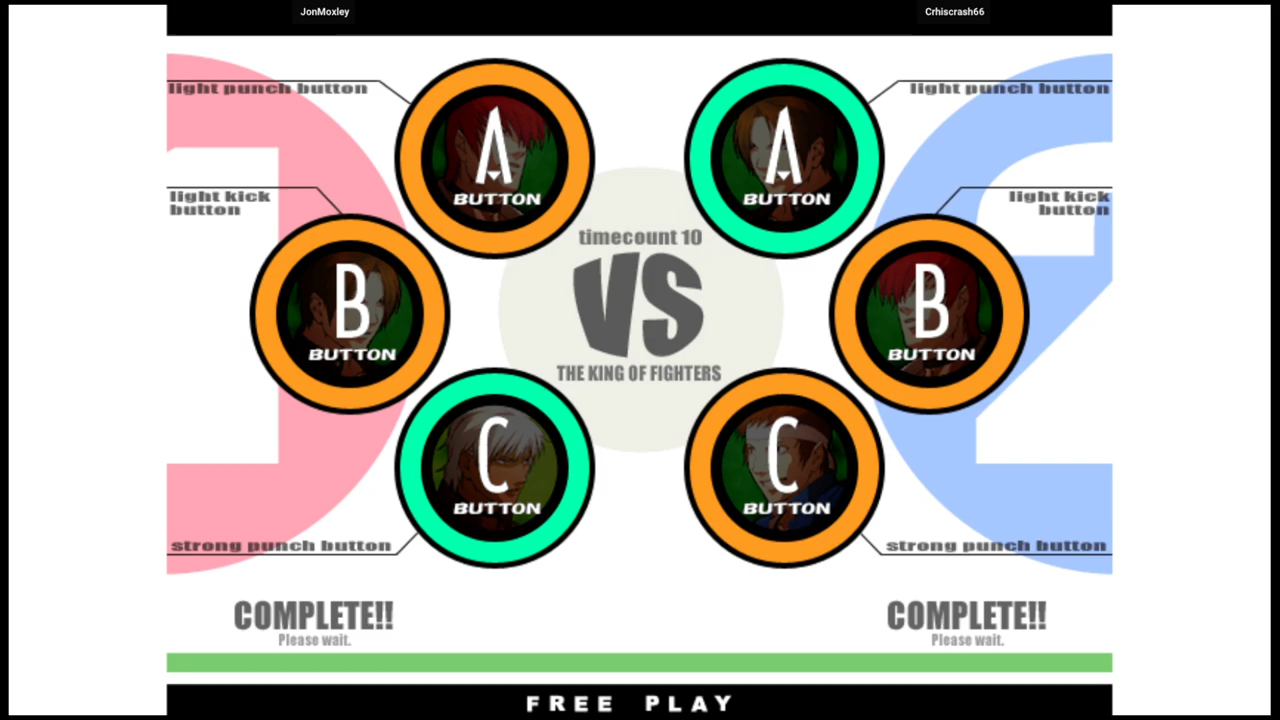 JonMoxley
Crhiscrash66
light punch button
light punch button
A
BUTTON
A
BUTTON
light kick
button
light kick
button
timecount 10
VS
THE KING OF FIGHTERS
B
BUTTON
B
BUTTON
C
BUTTON
C
BUTTON
strong punch button
strong punch button
COMPLETE!!
Please wait.
COMPLETE!!
Please wait.
FREE PLAY